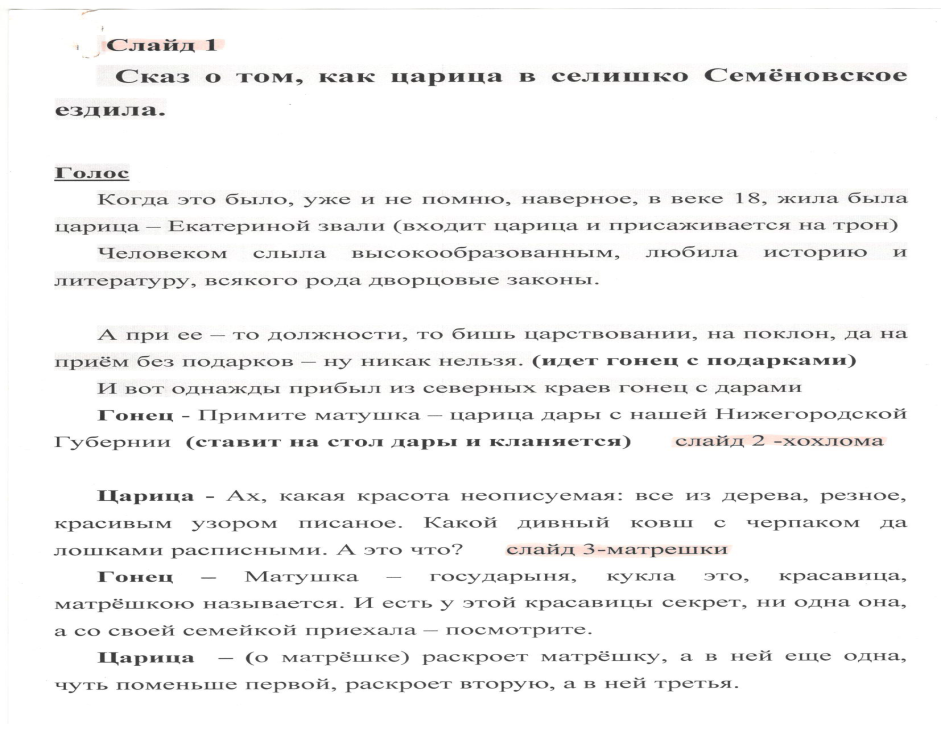 Слайд 1
Сказ о том, как царица в селишко Семёновское
ездила.
Голос
Когда это было, уже и не помню, наверное, в веке 18, жила была
царица – Екатериной звали (входит царица и присаживается на трон)
Человеком слыла высокообразованным, любила историю и
литературу, всякого рода дворцовые законы.
А при ее – то должности, то бишь царствовании, на поклон, да на
приём без подарков – ну никак нельзя. (идет гонец с подарками)
И вот однажды прибыл из северных краев гонец с дарами
Гонец - Примите матушка – царица дары с нашей Нижегородской
Губернии (ставит на стол дары и кланяется) слайд 2 -хохлома
Царица - Ах, какая красота неописуемая: все из дерева, резное,
красивым узором писаное. Какой дивный ковш с черпаком да
лошками расписными. А это что? слайд 3-матрешки
Гонец – Матушка – государыня, кукла это, красавица,
матрёшкою называется. И есть у этой красавицы секрет, ни одна она,
а со своей семейкой приехала – посмотрите.
Царица – (о матрёшке) раскроет матрёшку, а в ней еще одна,
чуть поменьше первой, раскроет вторую, а в ней третья.